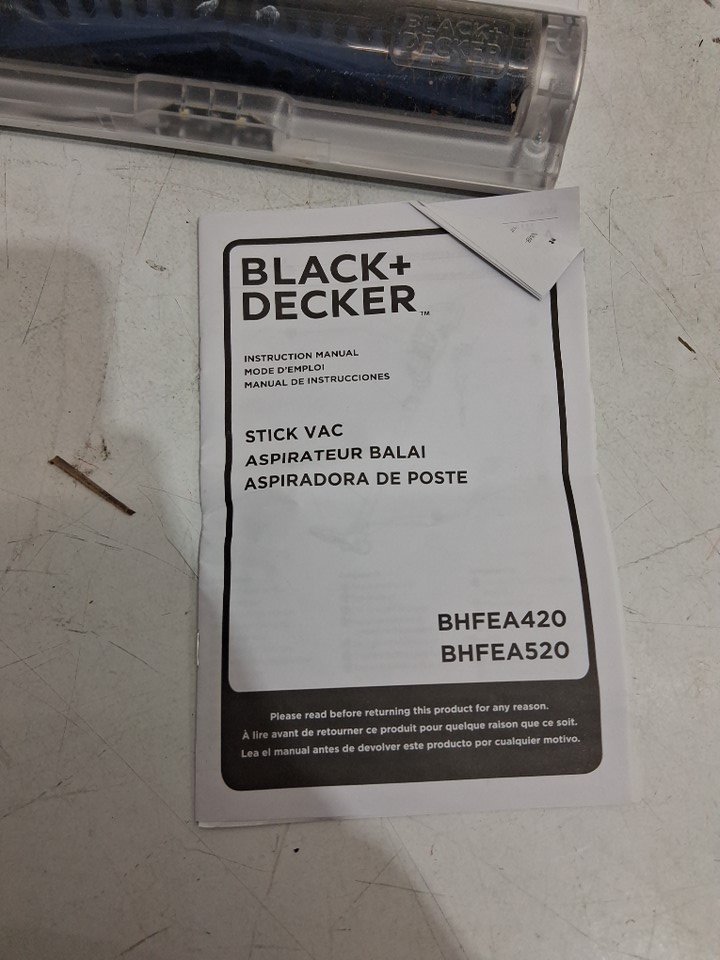 BLACK+
DECKER
BLACK+
DECKER™
INSTRUCTION MANUAL
MODE D'EMPLOI
MANUAL DE INSTRUCCIONES
STICK VAC
ASPIRATEUR BALAI
ASPIRADORA DE POSTE
BHFEA420
BHFEA520
Please read before returning this product for any reason.
À lire avant de retourner ce produit pour quelque raison que ce soit.
Lea el manual antes de devolver este producto por cualquier motivo.